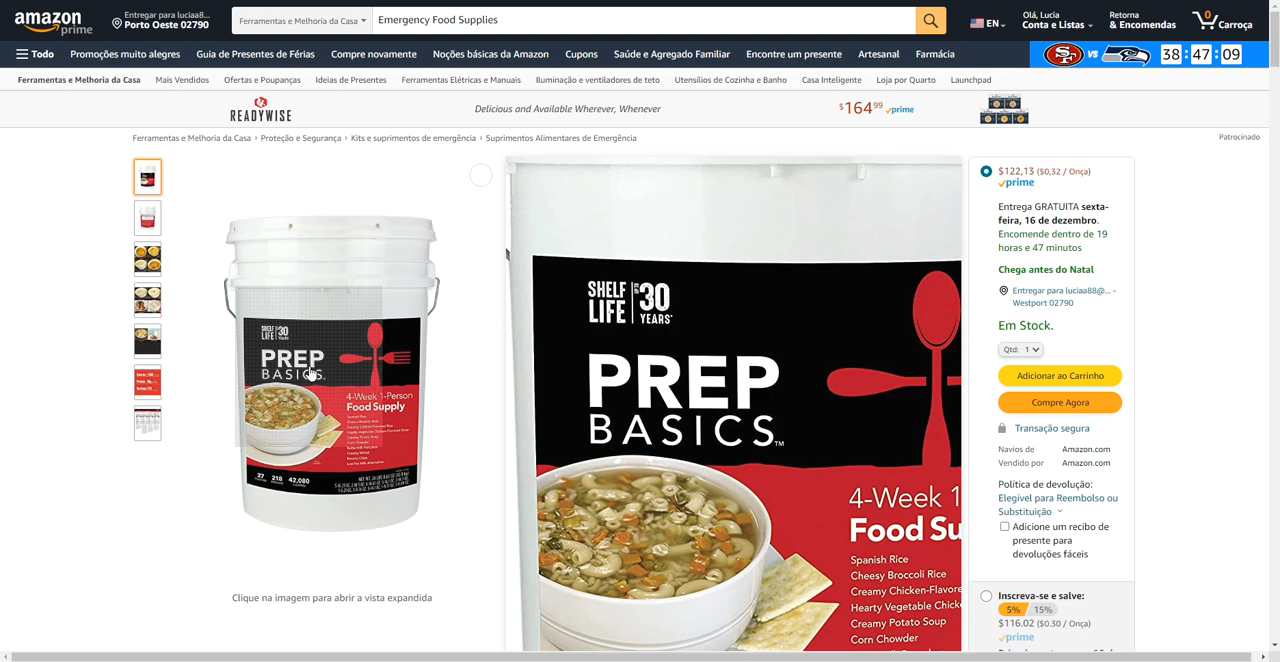 amazon
prime
Entregar para luciaa8...
Porto Oeste 02790
Ferramentas e Melhoria da Casa
Emergency Food Supplies
EN
Olá, Lucia
Conta e Listas
Retorna
& Encomendas
0
Carroça
Todo
Promoções muito alegres
Guia de Presentes de Férias
Compre novamente
Noções básicas da Amazon
Cupons
Saúde e Agregado Familiar
Encontre um presente
Artesanal
Farmácia
VS
38:47:09
Ferramentas e Melhoria da Casa
Mais Vendidos
Ofertas e Poupanças
Ideias de Presentes
Ferramentas Elétricas e Manuais
Iluminação e ventiladores de teto
Utensílios de Cozinha e Banho
Casa Inteligente
Loja por Quarto
Launchpad
READYWISE
Delicious and Available Wherever, Whenever
$164 99 prime
Ferramentas e Melhoria da Casa › Proteção e Segurança › Kits e suprimentos de emergência › Suprimentos Alimentares de Emergência
Patrocinado
SHELF LIFE 30 YEARS
PREP
BASICS
4-Week 1-Person
Food Supply
27 218 42,080
Clique na imagem para abrir a vista expandida
SHELF LIFE UP TO 30 YEARS*
PREP
BASICS™
4-Week 1
Food Su
Spanish Rice
Cheesy Broccoli Rice
Creamy Chicken-Flavore
Hearty Vegetable Chick
Creamy Potato Soup
Corn Chowder
$122,13 ($0,32 / Onça)
prime
Entrega GRATUITA sexta-
feira, 16 de dezembro.
Encomende dentro de 19
horas e 47 minutos
Chega antes do Natal
Entregar para luciaa88@... -
Westport 02790
Em Stock.
Qtd: 1
Adicionar ao Carrinho
Compre Agora
Transação segura
Navios de Amazon.com
Vendido por Amazon.com
Política de devolução:
Elegível para Reembolso ou
Substituição
Adicione um recibo de
presente para
devoluções fáceis
Inscreva-se e salve:
5% 15%
$116.02 ($0.30 / Onça)
prime